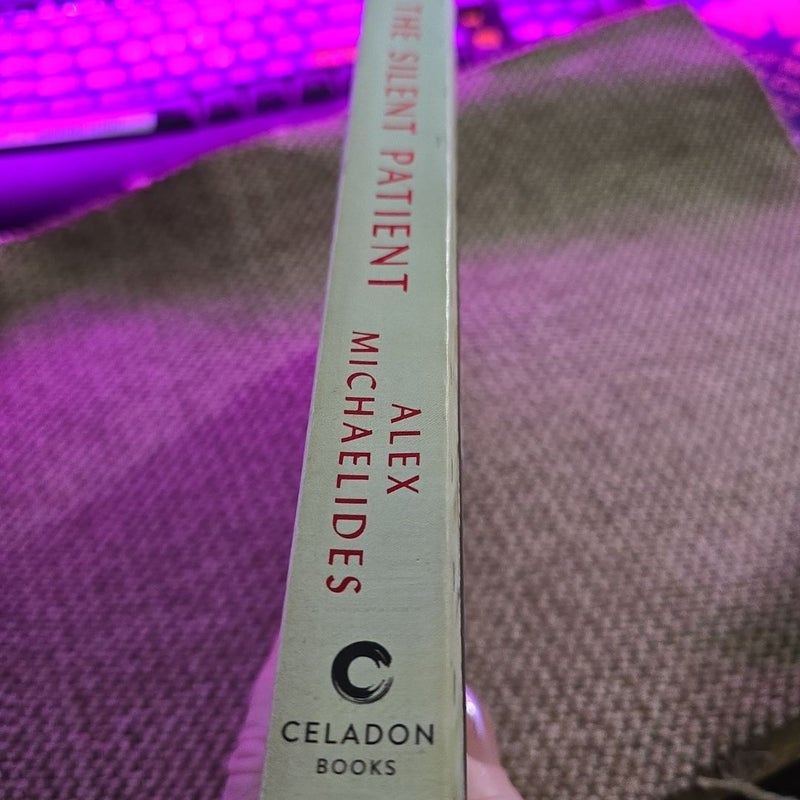 THE SILENT PATIENT
ALEX
MICHAELIDES
CELADON
BOOKS